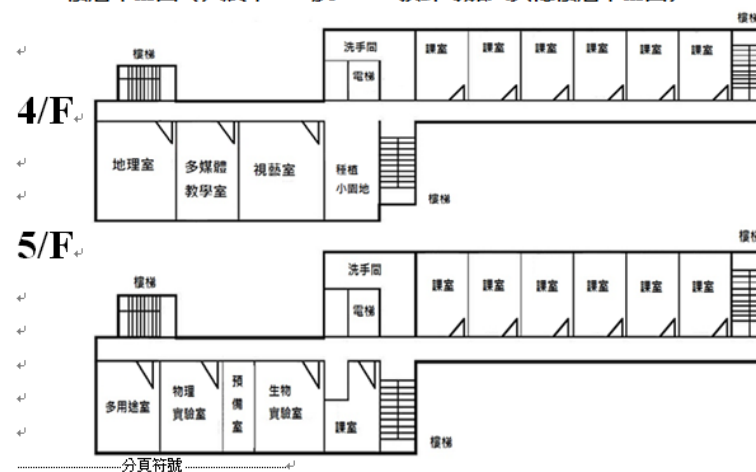 樓梯
樓梯
洗手間
電梯
課室
課室
課室
課室
課室
課室
4/F
地理室
多媒體
教學室
視藝室
種植
小園地
樓梯
5/F
樓梯
樓梯
洗手間
電梯
課室
課室
課室
課室
課室
課室
多用途室
物理
實驗室
預
備
室
生物
實驗室
課室
樓梯
分頁符號